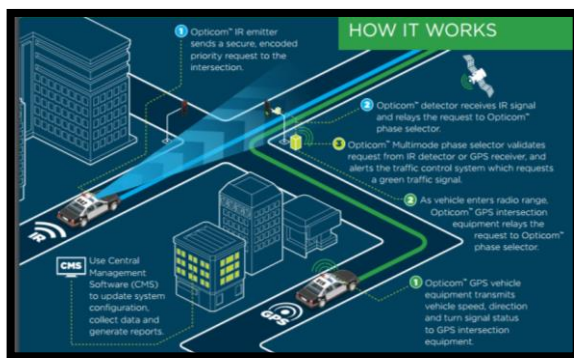 HOW IT WORKS
1 Opticom™ IR emitter
sends a secure, encoded
priority request to the
intersection.
2 Opticom™ detector receives IR signal
and relays the request to Opticom™
phase selector.
3 Opticom™ Multimode phase selector validates
request from IR detector or GPS receiver, and
alerts the traffic control system which requests
a green traffic signal.
2 As vehicle enters radio range,
Opticom™ GPS intersection
equipment relays the
request to Opticom™
phase selector.
IR
CMS
Use Central
Management
Software (CMS)
to update system
configuration,
collect data and
generate reports.
GPS
1 Opticom™ GPS vehicle
equipment transmits
vehicle speed, direction
and turn signal status
to GPS intersection
equipment.